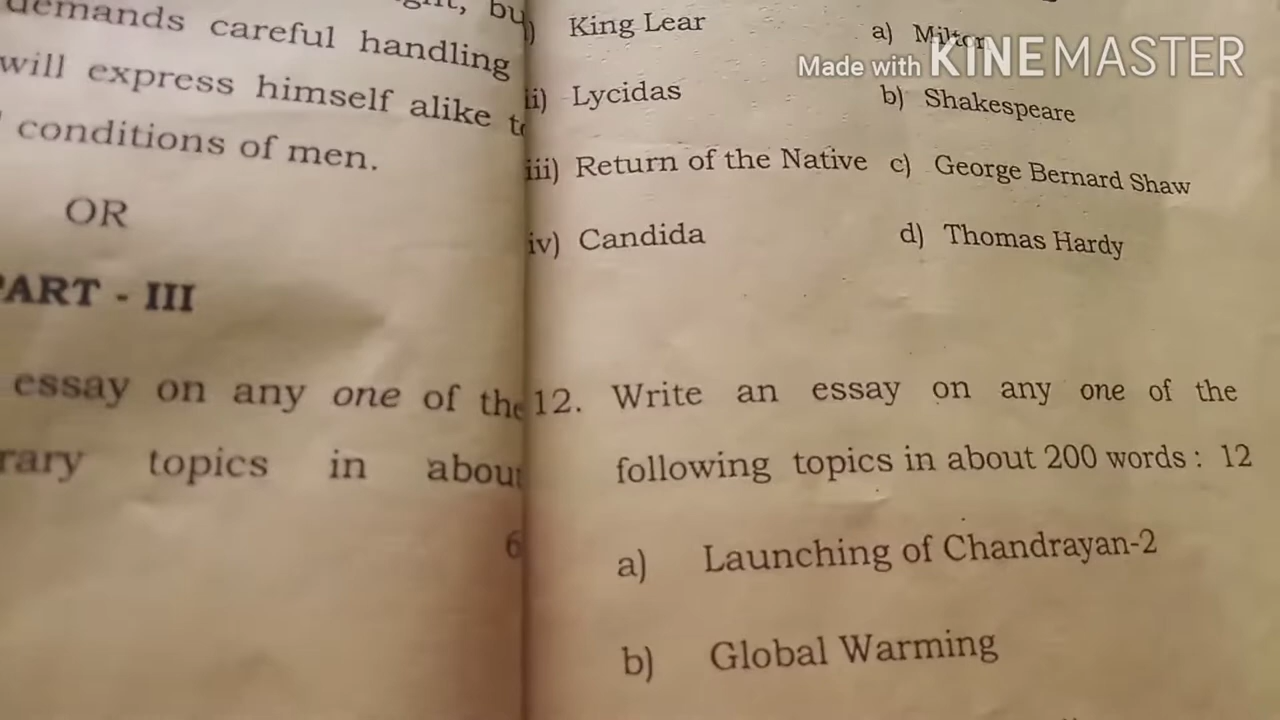 demands careful handling
will express himself alike
conditions of men.
OR
PART - III
essay on any one of the
topics in about
6
King Lear a) Milton
ii) Lycidas b) Shakespeare
iii) Return of the Native c) George Bernard Shaw
iv) Candida d) Thomas Hardy
12. Write an essay on any one of the
following topics in about 200 words : 12
a) Launching of Chandrayan-2
b) Global Warming
Made with KINEMASTER